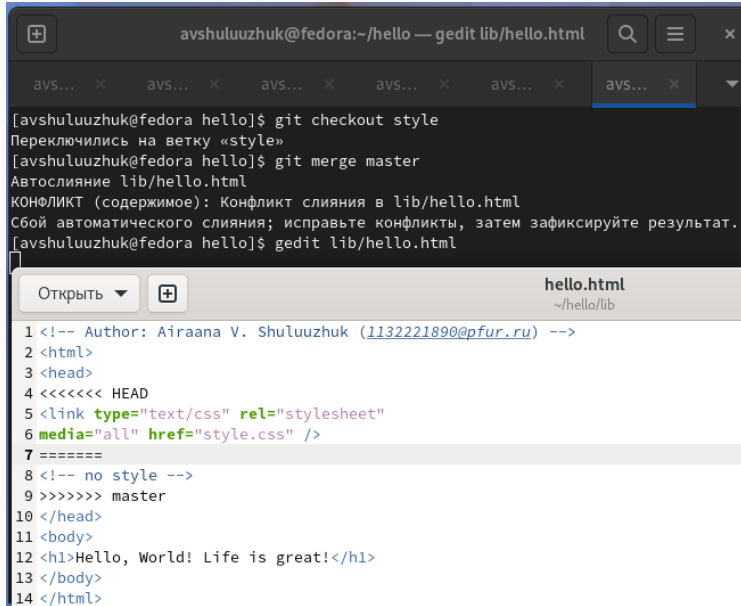 avshuluuzhuk@fedora:~/hello — gedit lib/hello.html
avs... avs... avs... avs... avs... avs...
[avshuluuzhuk@fedora hello]$ git checkout style
Переключились на ветку «style»
[avshuluuzhuk@fedora hello]$ git merge master
Автослияние lib/hello.html
КОНФЛИКТ (содержимое): Конфликт слияния в lib/hello.html
Сбой автоматического слияния; исправьте конфликты, затем зафиксируйте результат.
[avshuluuzhuk@fedora hello]$ gedit lib/hello.html
Открыть
hello.html
~/hello/lib
1 <!-- Author: Airaana V. Shuluuzhuk (1132221890@pfur.ru) -->
2 <html>
3 <head>
4 <<<<<<< HEAD
5 <link type="text/css" rel="stylesheet"
6 media="all" href="style.css" />
7 =======
8 <!-- no style -->
9 >>>>>>> master
10 </head>
11 <body>
12 <h1>Hello, World! Life is great!</h1>
13 </body>
14 </html>